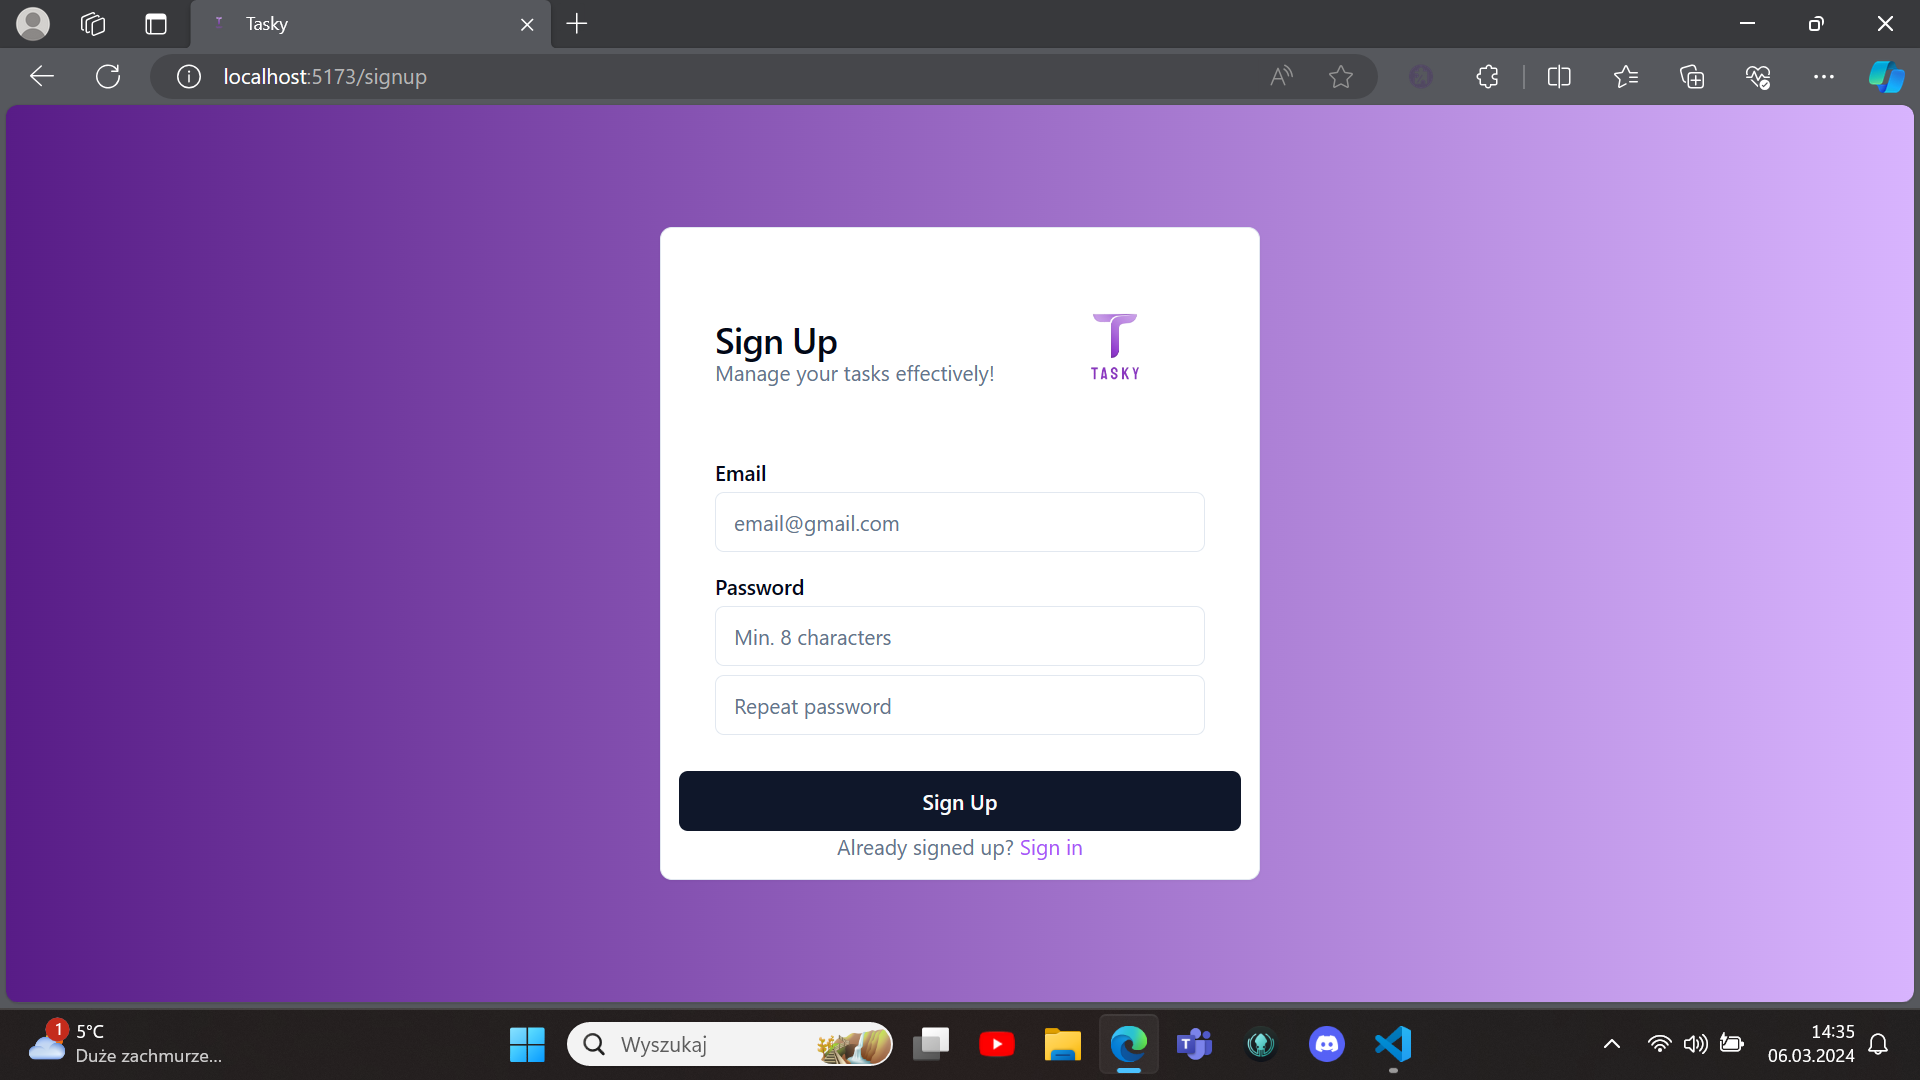 Tasky
localhost:5173/signup
Sign Up
Manage your tasks effectively!
TASKY
Email
email@gmail.com
Password
Min. 8 characters
Repeat password
Sign Up
Already signed up? Sign in
1
5°C
Duże zachmurze...
Wyszukaj
14:35
06.03.2024